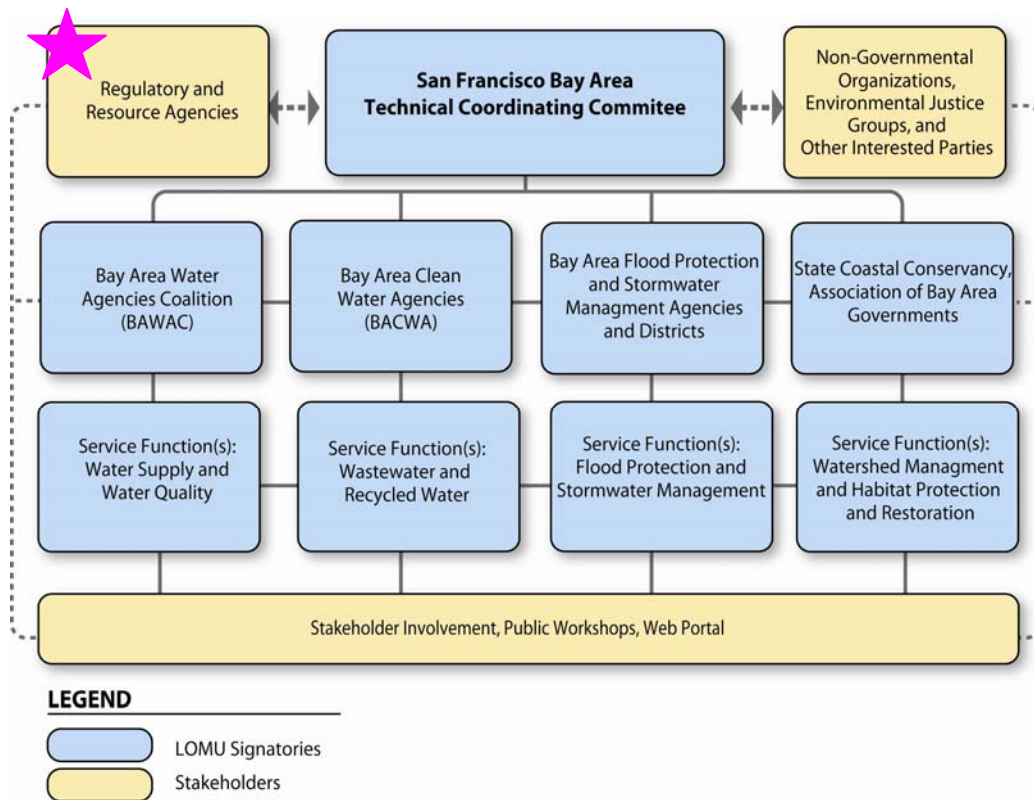 Regulatory and
Resource Agencies
San Francisco Bay Area
Technical Coordinating Commitee
Non-Governmental
Organizations,
Environmental Justice
Groups, and
Other Interested Parties
Bay Area Water
Agencies Coalition
(BAWAC)
Bay Area Clean
Water Agencies
(BACWA)
Bay Area Flood Protection
and Stormwater
Managment Agencies
and Districts
State Coastal Conservancy,
Association of Bay Area
Governments
Service Function(s):
Water Supply and
Water Quality
Service Function(s):
Wastewater and
Recycled Water
Service Function(s):
Flood Protection and
Stormwater Management
Service Function(s):
Watershed Managment
and Habitat Protection
and Restoration
Stakeholder Involvement, Public Workshops, Web Portal
LEGEND
LOMU Signatories
Stakeholders